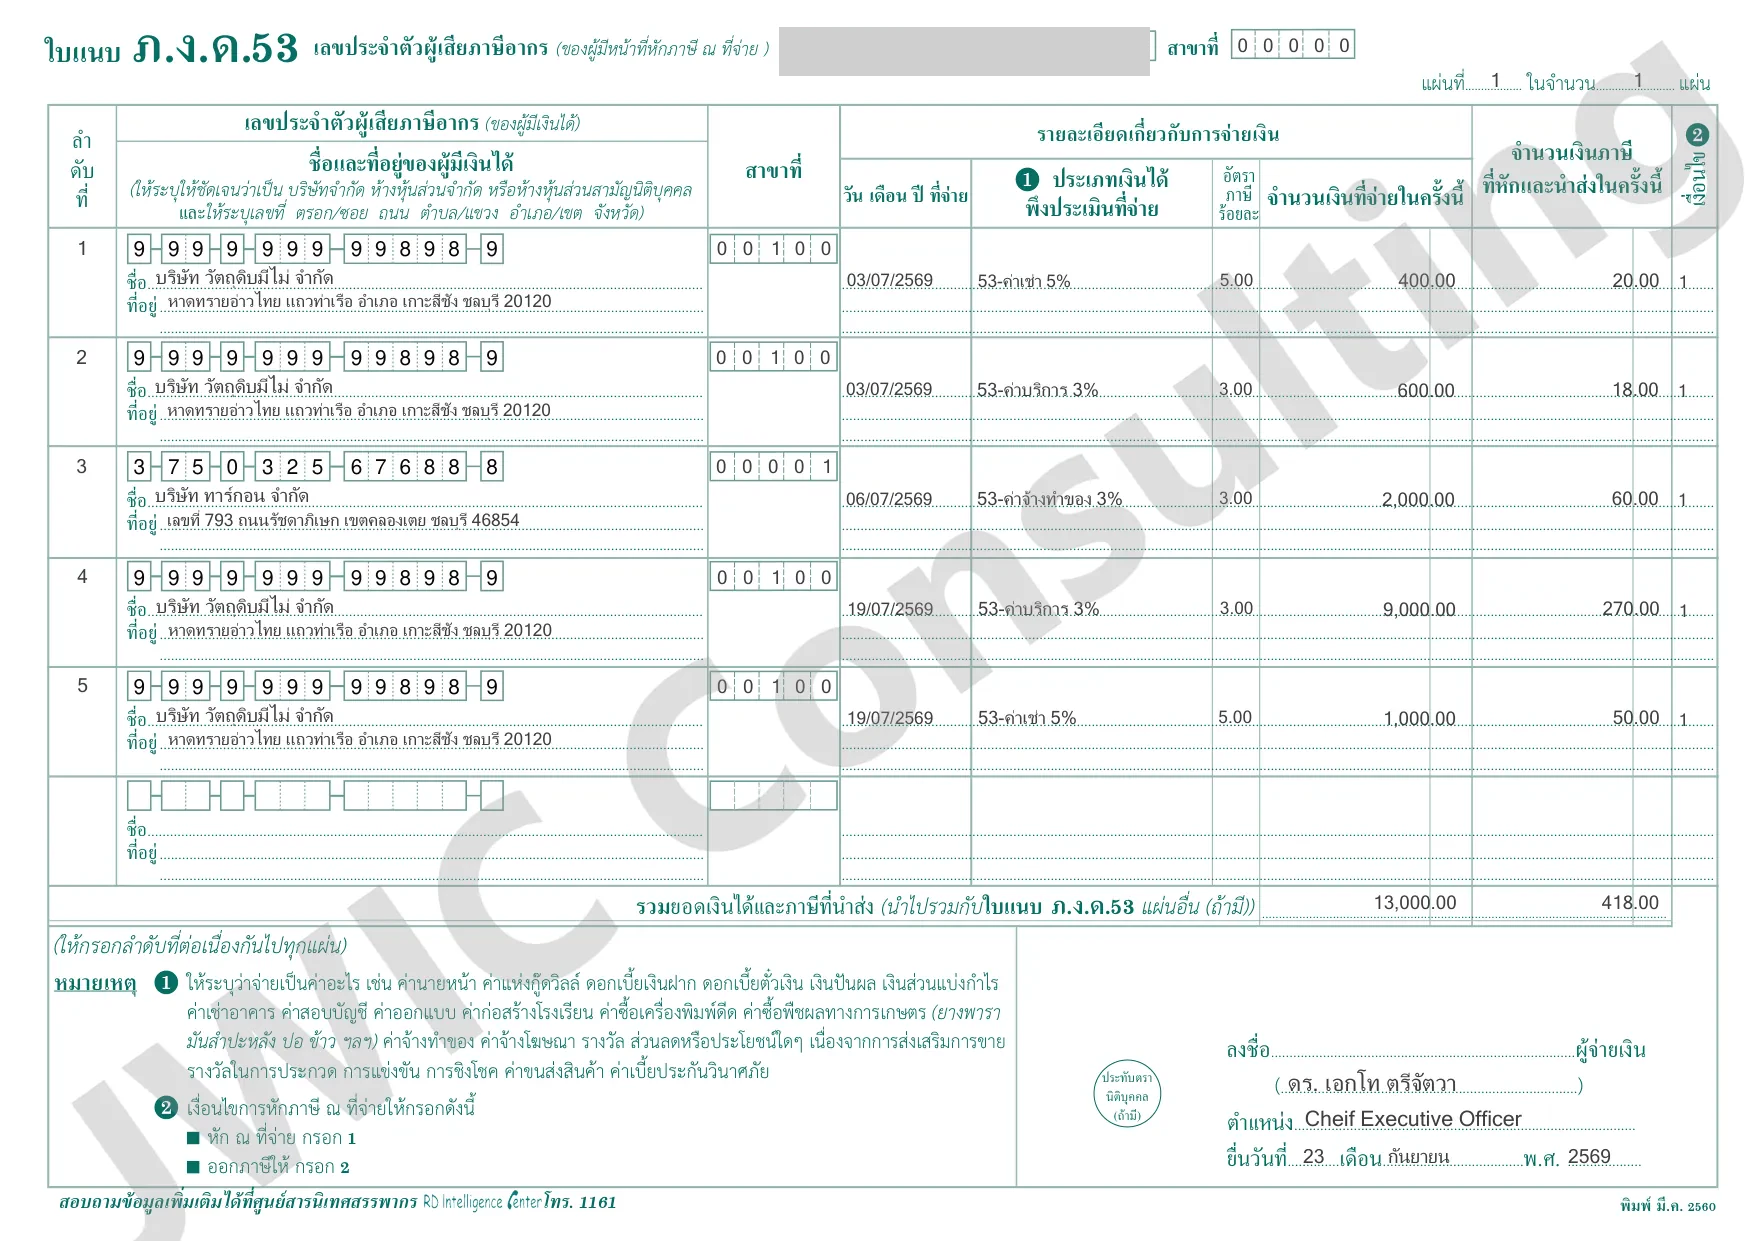 ใบแนบ ภ.ง.ด.53 เลขประจำตัวผู้เสียภาษีอากร (ของผู้มีหน้าที่หักภาษี ณ ที่จ่าย ) สาขาที่ 0 0 0 0 0
แผ่นที่ 1 ในจำนวน 1 แผ่น
ลำดับที่
เลขประจำตัวผู้เสียภาษีอากร (ของผู้มีเงินได้)
ชื่อและที่อยู่ของผู้มีเงินได้
(ให้ระบุให้ชัดเจนว่าเป็น บริษัทจำกัด ห้างหุ้นส่วนจำกัด หรือห้างหุ้นส่วนสามัญนิติบุคคล
และให้ระบุเลขที่ ตรอก/ซอย ถนน ตำบล/แขวง อำเภอ/เขต จังหวัด)
สาขาที่
รายละเอียดเกี่ยวกับการจ่ายเงิน
วัน เดือน ปี ที่จ่าย
1 ประเภทเงินได้
พึงประเมินที่จ่าย
อัตรา
ภาษี
ร้อยละ
จำนวนเงินที่จ่ายในครั้งนี้
จำนวนเงินภาษี
ที่หักและนำส่งในครั้งนี้
เงื่อนไข 2
1 9 9 9 9 9 9 9 9 9 8 9 8 9 0 0 1 0 0
ชื่อ บริษัท วัตถุดิบมีไม่ จำกัด 03/07/2569 53-ค่าเช่า 5% 5.00 400.00 20.00 1
ที่อยู่ หาดทรายอ่าวไทย แถวท่าเรือ อำเภอ เกาะสีชัง ชลบุรี 20120
2 9 9 9 9 9 9 9 9 9 8 9 8 9 0 0 1 0 0
ชื่อ บริษัท วัตถุดิบมีไม่ จำกัด 03/07/2569 53-ค่าบริการ 3% 3.00 600.00 18.00 1
ที่อยู่ หาดทรายอ่าวไทย แถวท่าเรือ อำเภอ เกาะสีชัง ชลบุรี 20120
3 3 7 5 0 3 2 5 6 7 6 8 8 8 0 0 0 0 1
ชื่อ บริษัท ทาร์กอน จำกัด 06/07/2569 53-ค่าจ้างทำของ 3% 3.00 2,000.00 60.00 1
ที่อยู่ เลขที่ 793 ถนนรัชดาภิเษก เขตคลองเตย ชลบุรี 46854
4 9 9 9 9 9 9 9 9 9 8 9 8 9 0 0 1 0 0
ชื่อ บริษัท วัตถุดิบมีไม่ จำกัด 19/07/2569 53-ค่าบริการ 3% 3.00 9,000.00 270.00 1
ที่อยู่ หาดทรายอ่าวไทย แถวท่าเรือ อำเภอ เกาะสีชัง ชลบุรี 20120
5 9 9 9 9 9 9 9 9 9 8 9 8 9 0 0 1 0 0
ชื่อ บริษัท วัตถุดิบมีไม่ จำกัด 19/07/2569 53-ค่าเช่า 5% 5.00 1,000.00 50.00 1
ที่อยู่ หาดทรายอ่าวไทย แถวท่าเรือ อำเภอ เกาะสีชัง ชลบุรี 20120
ชื่อ
ที่อยู่
รวมยอดเงินได้และภาษีที่นำส่ง (นำไปรวมกับใบแนบ ภ.ง.ด.53 แผ่นอื่น (ถ้ามี)) 13,000.00 418.00
(ให้กรอกลำดับที่ต่อเนื่องกันไปทุกแผ่น)
หมายเหตุ 1 ให้ระบุว่าจ่ายเป็นค่าอะไร เช่น ค่านายหน้า ค่าแห่งกู๊ดวิลล์ ดอกเบี้ยเงินฝาก ดอกเบี้ยตั๋วเงิน เงินปันผล เงินส่วนแบ่งกำไร
ค่าเช่าอาคาร ค่าสอบบัญชี ค่าออกแบบ ค่าก่อสร้างโรงเรียน ค่าซื้อเครื่องพิมพ์ดีด ค่าซื้อพืชผลทางการเกษตร (ยางพารา
มันสำปะหลัง ปอ ข้าว ฯลฯ) ค่าจ้างทำของ ค่าจ้างโฆษณา รางวัล ส่วนลดหรือประโยชน์ใดๆ เนื่องจากการส่งเสริมการขาย
รางวัลในการประกวด การแข่งขัน การชิงโชค ค่าขนส่งสินค้า ค่าเบี้ยประกันวินาศภัย
2 เงื่อนไขการหักภาษี ณ ที่จ่ายให้กรอกดังนี้
■ หัก ณ ที่จ่าย กรอก 1
■ ออกภาษีให้ กรอก 2
ประทับตรา
นิติบุคคล
(ถ้ามี)
ลงชื่อ ผู้จ่ายเงิน
( ดร. เอกโท ตรีจัตวา )
ตำแหน่ง Cheif Executive Officer
ยื่นวันที่ 23 เดือน กันยายน พ.ศ. 2569
สอบถามข้อมูลเพิ่มเติมได้ที่ศูนย์สารนิเทศสรรพากร RD Intelligence Center โทร. 1161
พิมพ์ มี.ค. 2560
JWIC Consulting